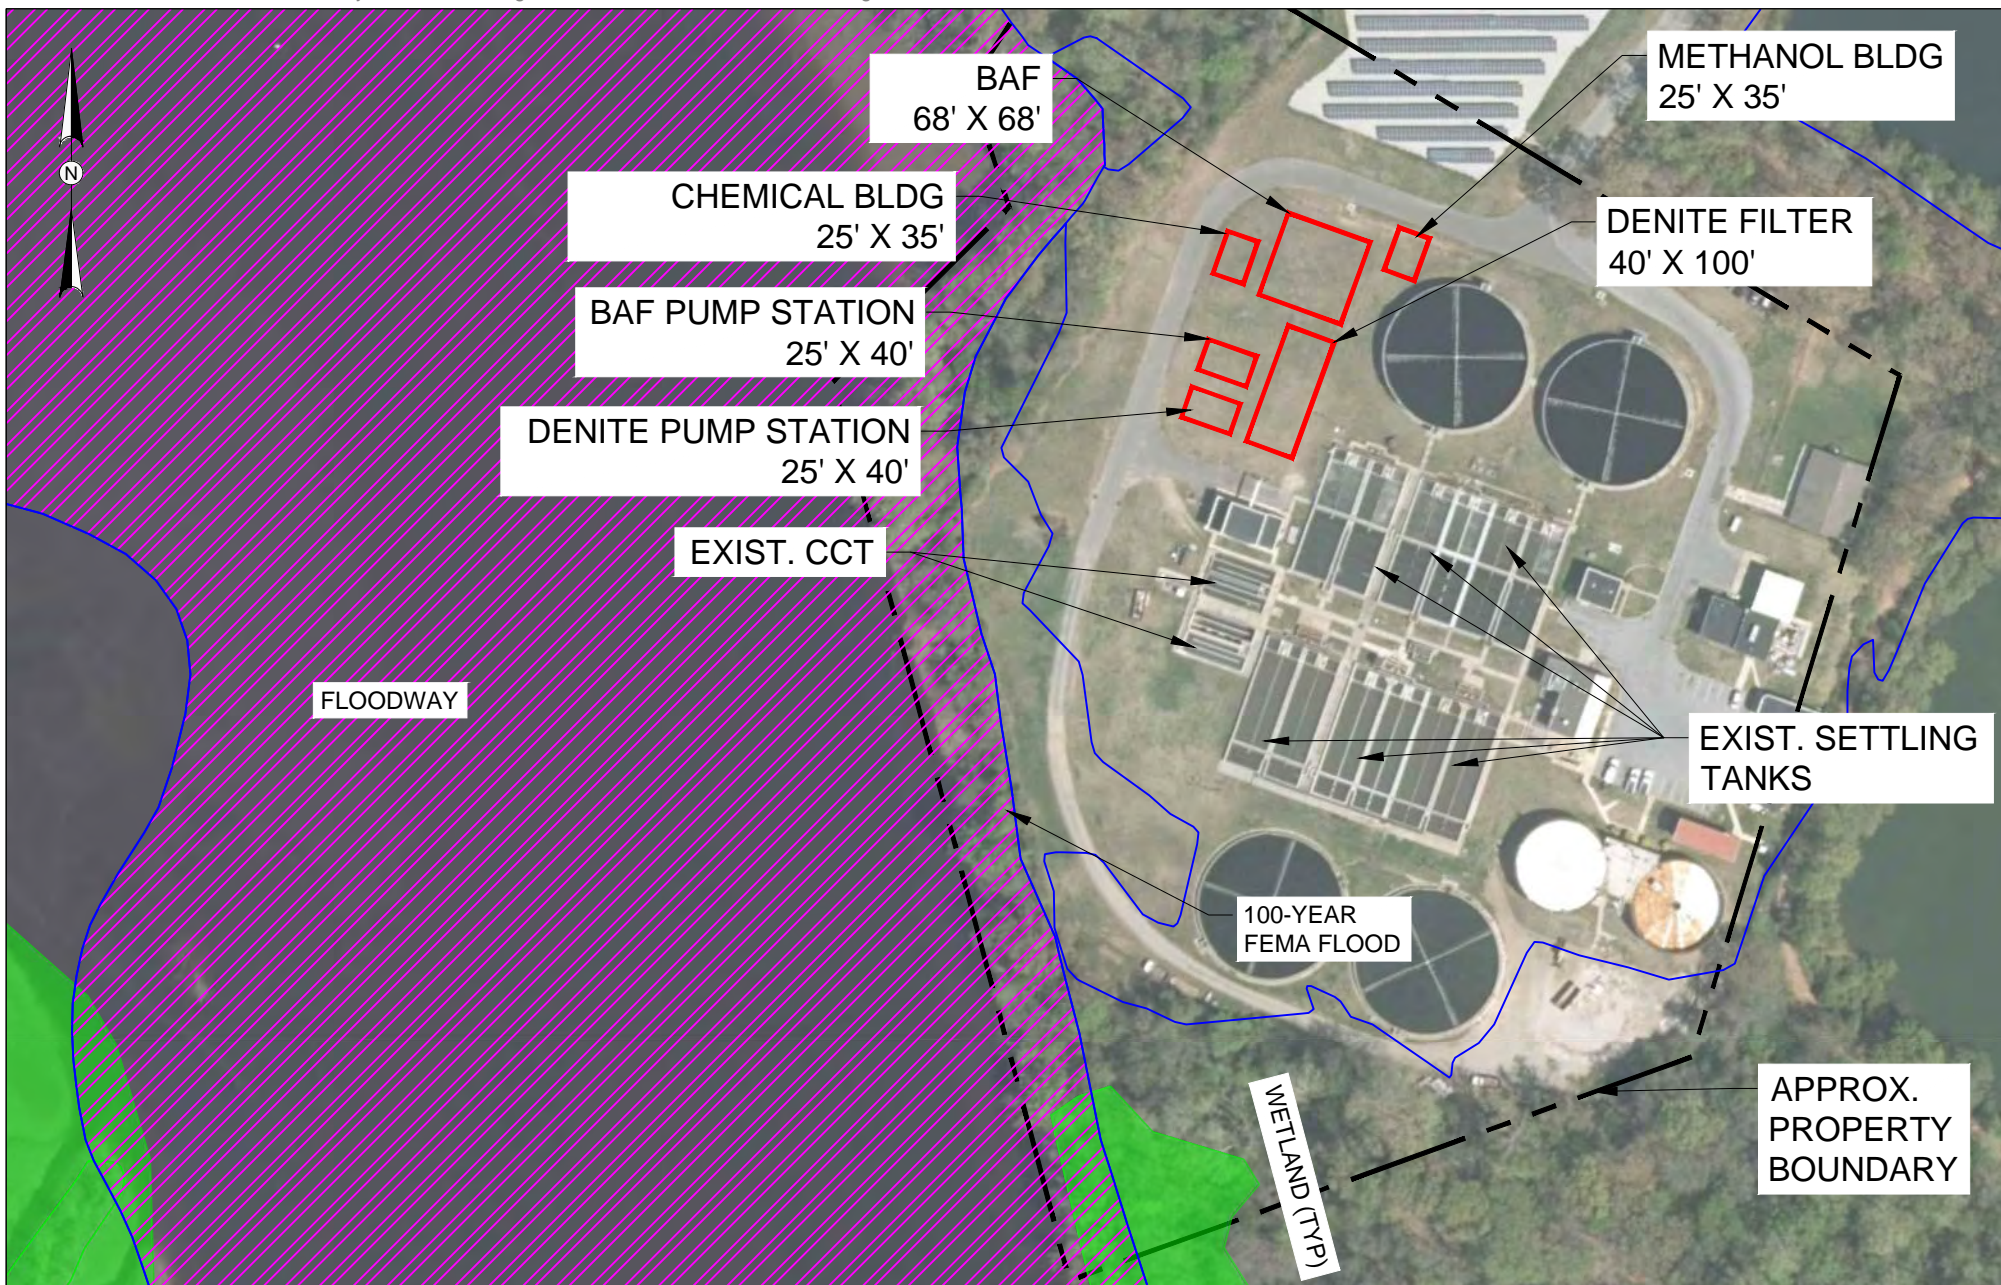 BAF
68' X 68'
METHANOL BLDG
25' X 35'
CHEMICAL BLDG
25' X 35'
DENITE FILTER
40' X 100'
N
BAF PUMP STATION
25' X 40'
DENITE PUMP STATION
25' X 40'
EXIST. CCT
FLOODWAY
EXIST. SETTLING
TANKS
100-YEAR
FEMA FLOOD
WETLAND (TYP)
APPROX.
PROPERTY
BOUNDARY